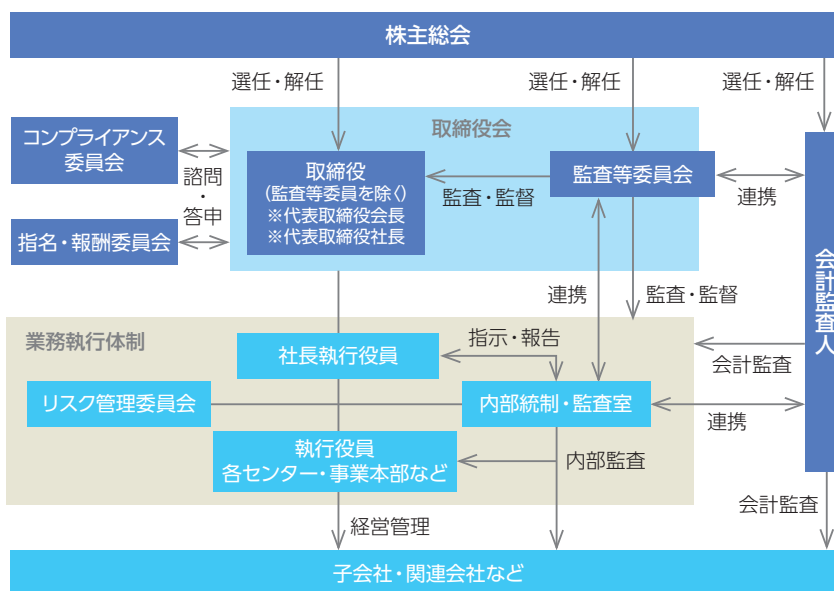 株主総会
選任・解任
選任・解任
選任・解任
取締役会
コンプライアンス
委員会
諮問
・
答申
指名・報酬委員会
取締役
(監査等委員を除く)
※代表取締役会長
※代表取締役社長
監査・監督
監査等委員会
連携
会計監査人
連携
監査・監督
業務執行体制
社長執行役員
指示・報告
会計監査
リスク管理委員会
内部統制・監査室
連携
執行役員
各センター・事業本部など
内部監査
会計監査
経営管理
子会社・関連会社など